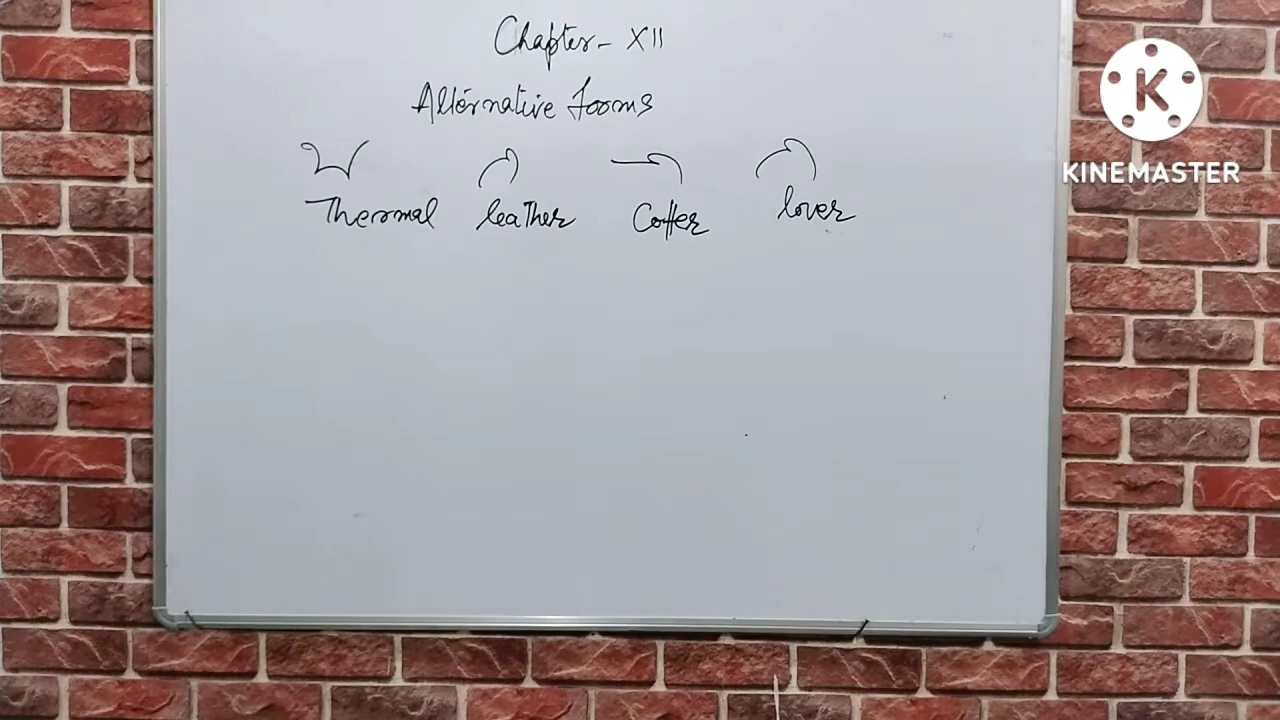 Chapter - XII
Alternative Forms
Thermal leather Coffer lover
K
KINEMASTER